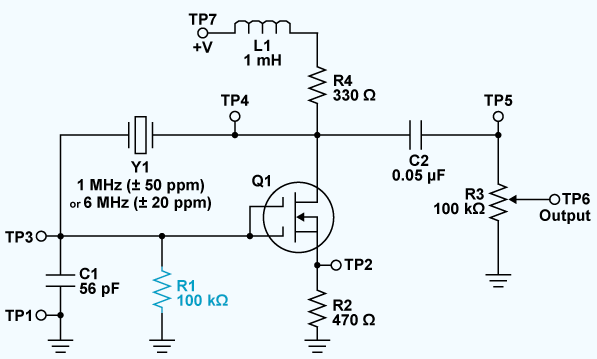 TP7
+V
L1
1 mH
R4
330 Ω
TP4
TP5
Y1
1 MHz (± 50 ppm)
or 6 MHz (± 20 ppm)
C2
0.05 µF
Q1
R3
100 kΩ
TP6
Output
TP3
TP2
C1
56 pF
R1
100 kΩ
TP1
R2
470 Ω